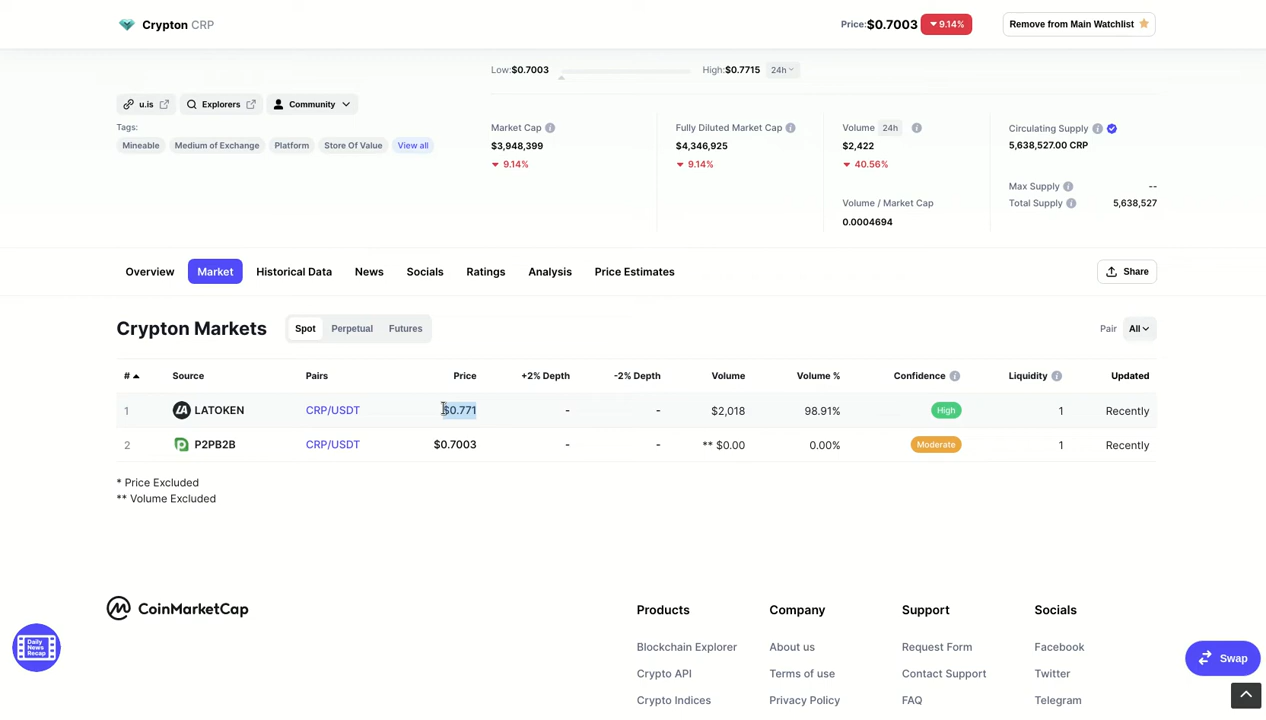 Crypton CRP
Price:$0.7003 9.14%
Remove from Main Watchlist
Low:$0.7003
High:$0.7715
24h
u.is
Explorers
Community
Tags:
Mineable
Medium of Exchange
Platform
Store Of Value
View all
Market Cap
$3,948,399
9.14%
Fully Diluted Market Cap
$4,346,925
9.14%
Volume 24h
$2,422
40.56%
Volume / Market Cap
0.0004694
Circulating Supply
5,638,527.00 CRP
Max Supply --
Total Supply 5,638,527
Overview Market Historical Data News Socials Ratings Analysis Price Estimates
Share
Crypton Markets
Spot Perpetual Futures
Pair All
# Source Pairs Price +2% Depth -2% Depth Volume Volume % Confidence Liquidity Updated
1 LATOKEN CRP/USDT $0.771 - - $2,018 98.91% High 1 Recently
2 P2PB2B CRP/USDT $0.7003 - - ** $0.00 0.00% Moderate 1 Recently
* Price Excluded
** Volume Excluded
CoinMarketCap
Products
Blockchain Explorer
Crypto API
Crypto Indices
Company
About us
Terms of use
Privacy Policy
Support
Request Form
Contact Support
FAQ
Socials
Facebook
Twitter
Telegram
Daily
News
Recap
Swap